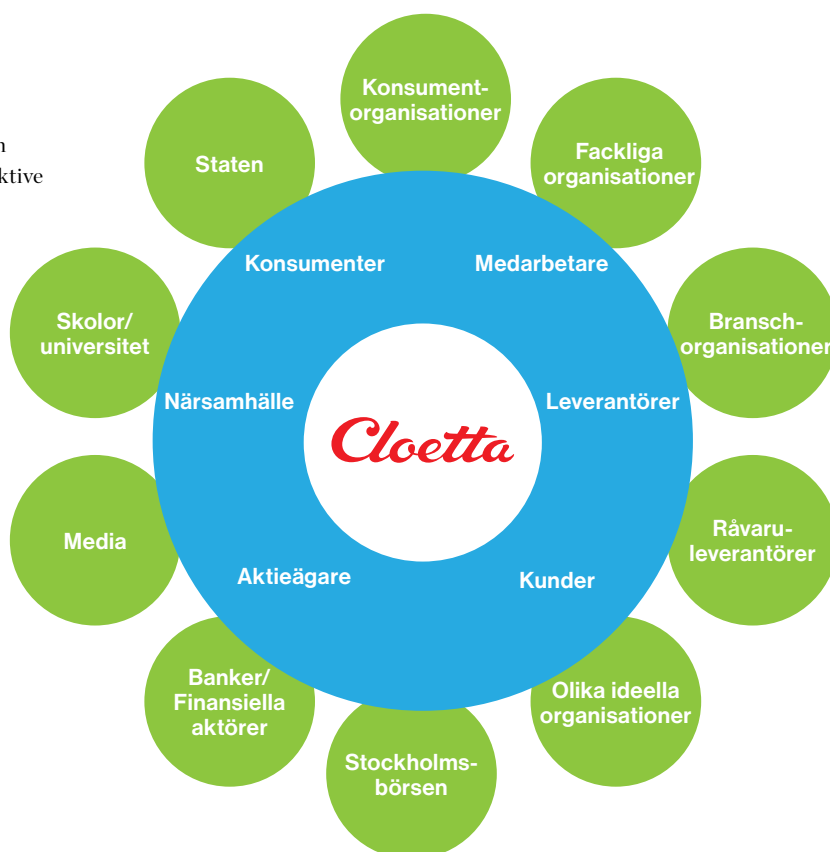 Konsument-
organisationer
Staten
Fackliga
organisationer
Konsumenter
Medarbetare
Skolor/
universitet
Bransch-
organisationer
Närsamhälle
Leverantörer
Cloetta
Media
Råvaru-
leverantörer
Aktieägare
Kunder
Banker/
Finansiella
aktörer
Olika ideella
organisationer
Stockholms-
börsen